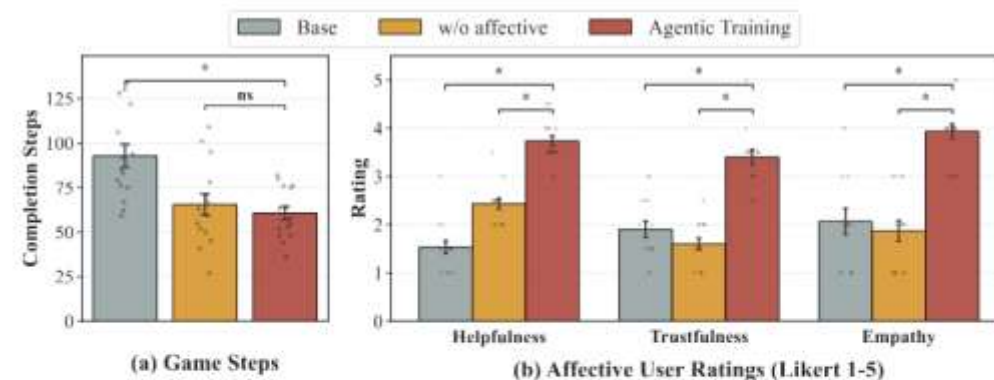 Base w/o affective Agentic Training
Completion Steps
125
100
75
50
25
0
*
ns
(a) Game Steps
Rating
5
4
3
2
1
0
* * *
* * *
Helpfulness Trustfulness Empathy
(b) Affective User Ratings (Likert 1-5)